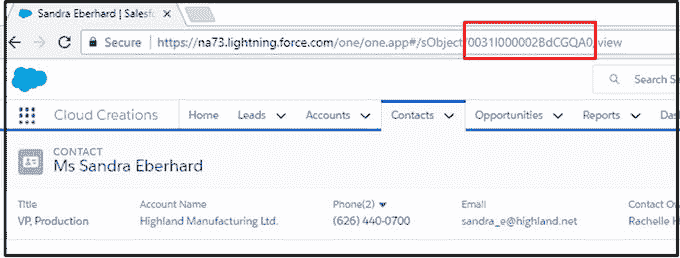 Sandra Eberhard | Salesf
Secure https://na73.lightning.force.com/one/one.app#/sObject/0031I000002BdCGQA0/view
Search Se
Cloud Creations Home Leads Accounts Contacts Opportunities Reports Das
CONTACT
Ms Sandra Eberhard
Title Account Name Phone(2) Email Contact Ow
VP, Production Highland Manufacturing Ltd. (626) 440-0700 sandra_e@highland.net Rachelle H